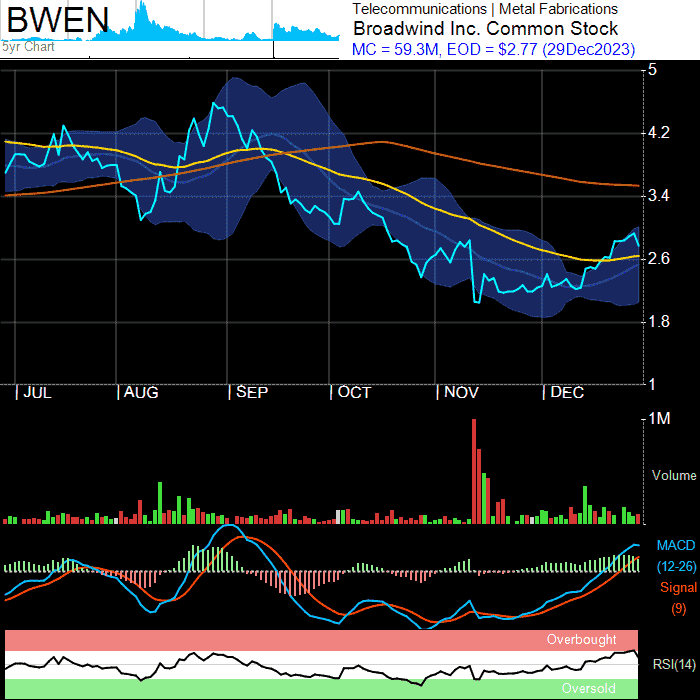 BWEN
5yr Chart
Telecommunications | Metal Fabrications
Broadwind Inc. Common Stock
MC = 59.3M, EOD = $2.77 (29Dec2023)
5
4.2
3.4
2.6
1.8
1
JUL AUG SEP OCT NOV DEC
1M
Volume
MACD
(12-26)
Signal
(9)
Overbought
RSI(14)
Oversold